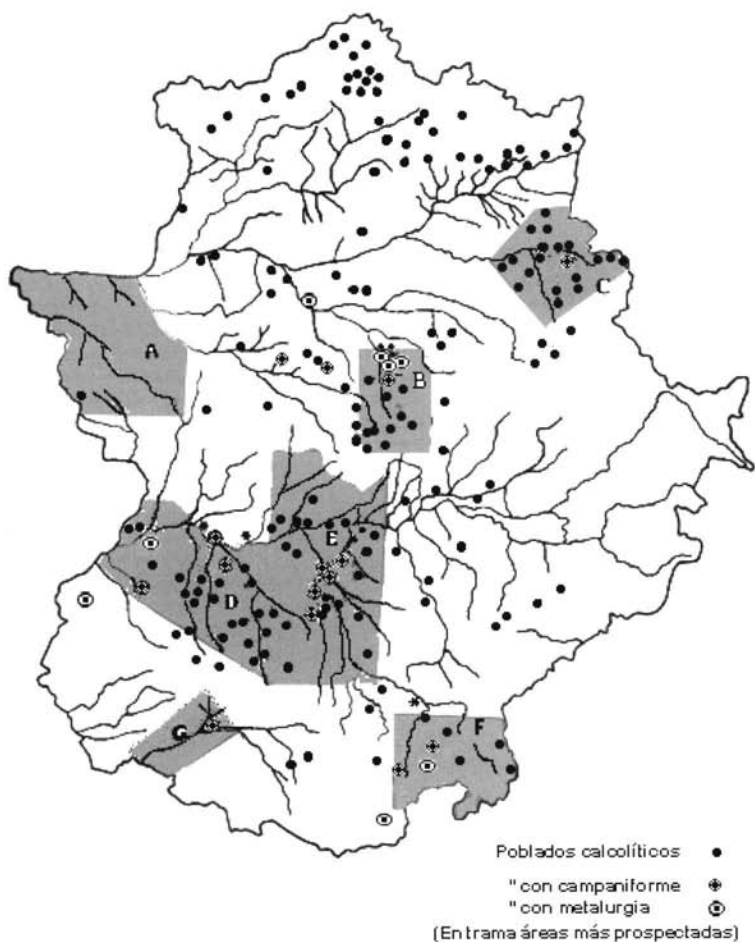 A
B
C
D
E
F
G
Poblados calcolíticos
" con campaniforme
" con metalurgia
(En trama áreas más prospectadas)